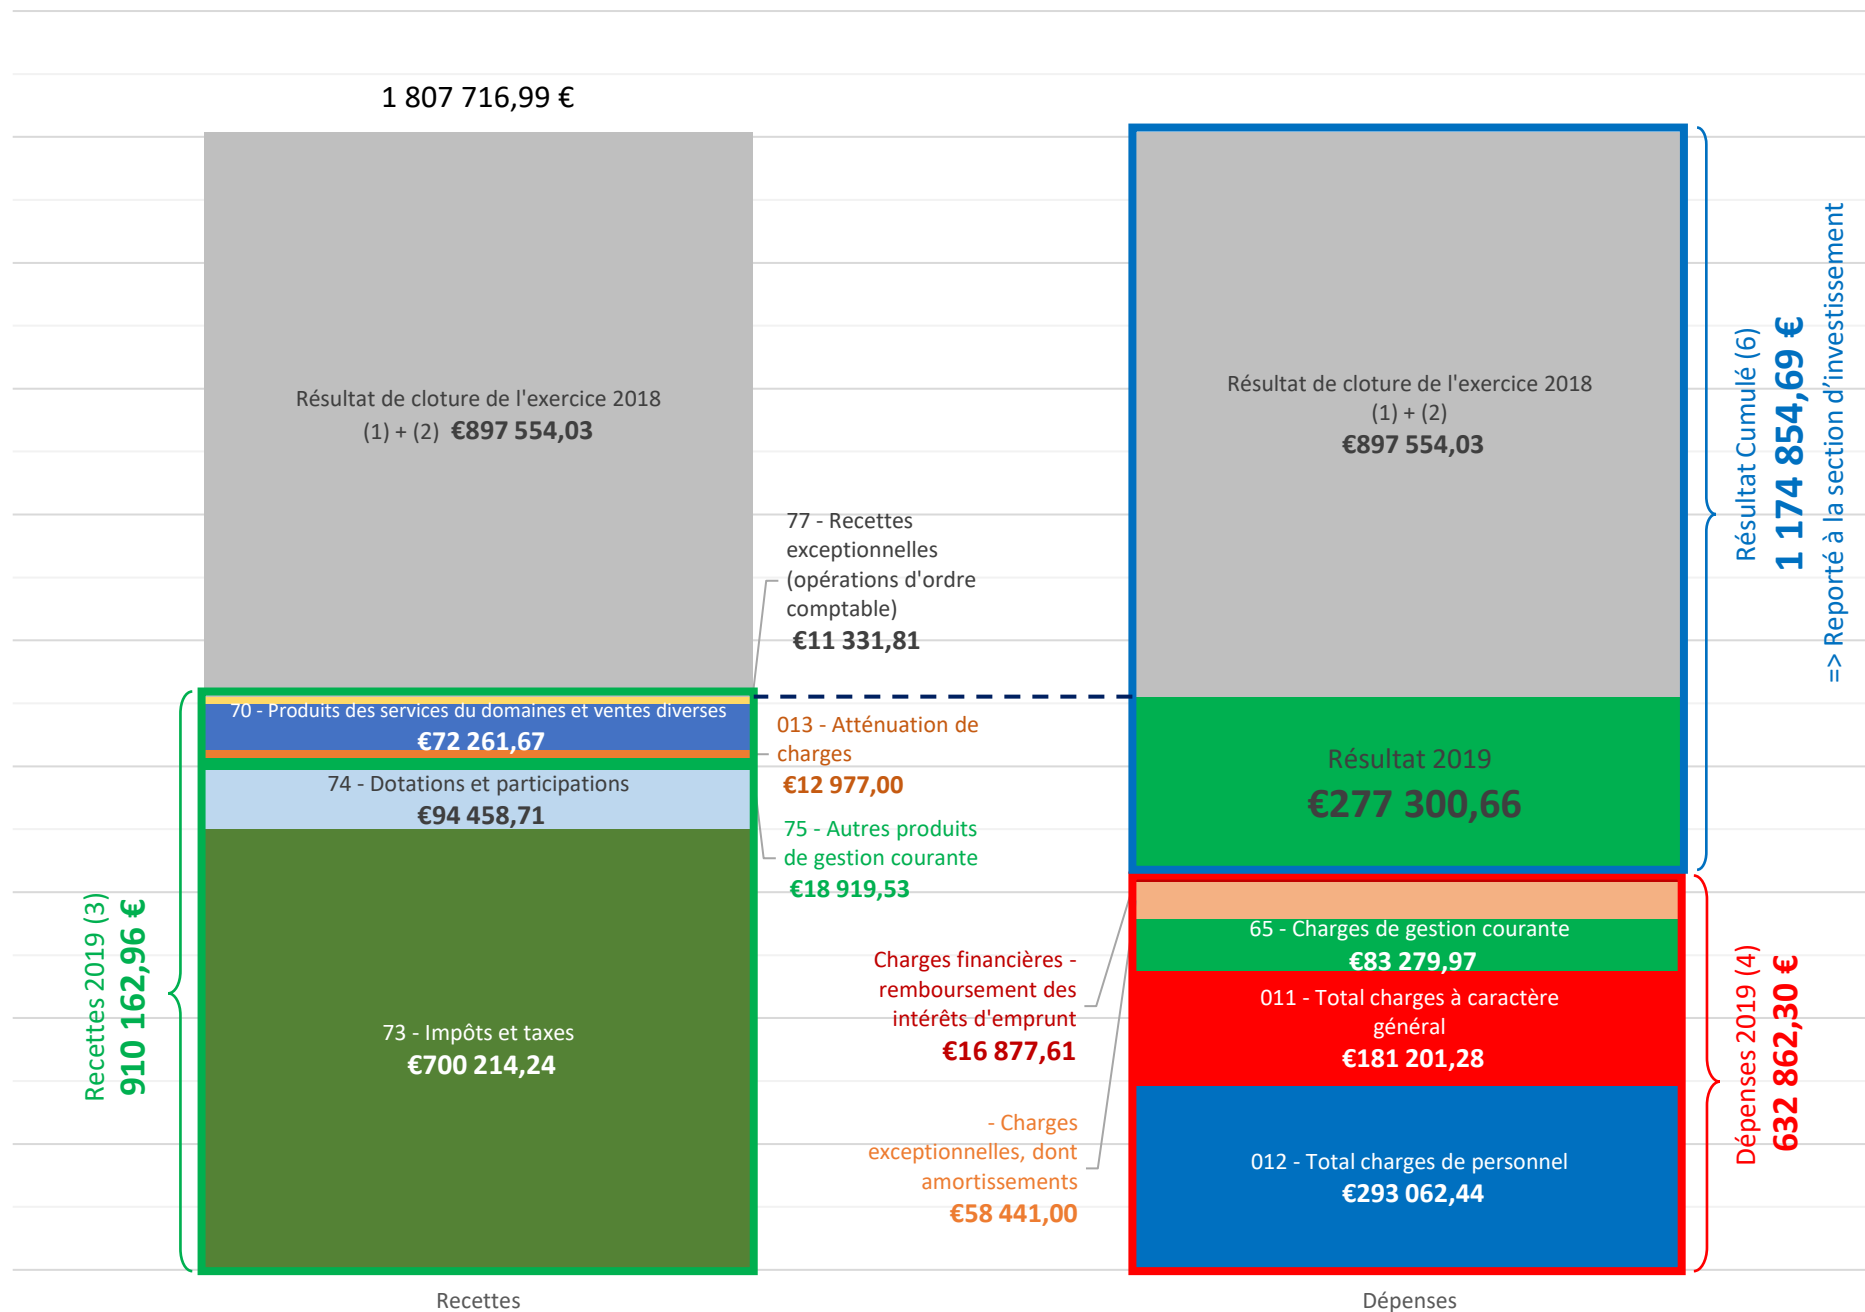 1 807 716,99 €
Résultat de cloture de l'exercice 2018
(1) + (2) €897 554,03
77 - Recettes
exceptionnelles
(opérations d'ordre
comptable)
€11 331,81
70 - Produits des services du domaines et ventes diverses
€72 261,67
013 - Atténuation de
charges
€12 977,00
74 - Dotations et participations
€94 458,71
75 - Autres produits
de gestion courante
€18 919,53
73 - Impôts et taxes
€700 214,24
Recettes 2019 (3)
910 162,96 €
Recettes
Résultat de cloture de l'exercice 2018
(1) + (2)
€897 554,03
Résultat 2019
€277 300,66
Résultat Cumulé (6)
1 174 854,69 €
=> Reporté à la section d'investissement
65 - Charges de gestion courante
€83 279,97
Charges financières -
remboursement des
intérêts d'emprunt
€16 877,61
011 - Total charges à caractère
général
€181 201,28
- Charges
exceptionnelles, dont
amortissements
€58 441,00
012 - Total charges de personnel
€293 062,44
Dépenses 2019 (4)
632 862,30 €
Dépenses